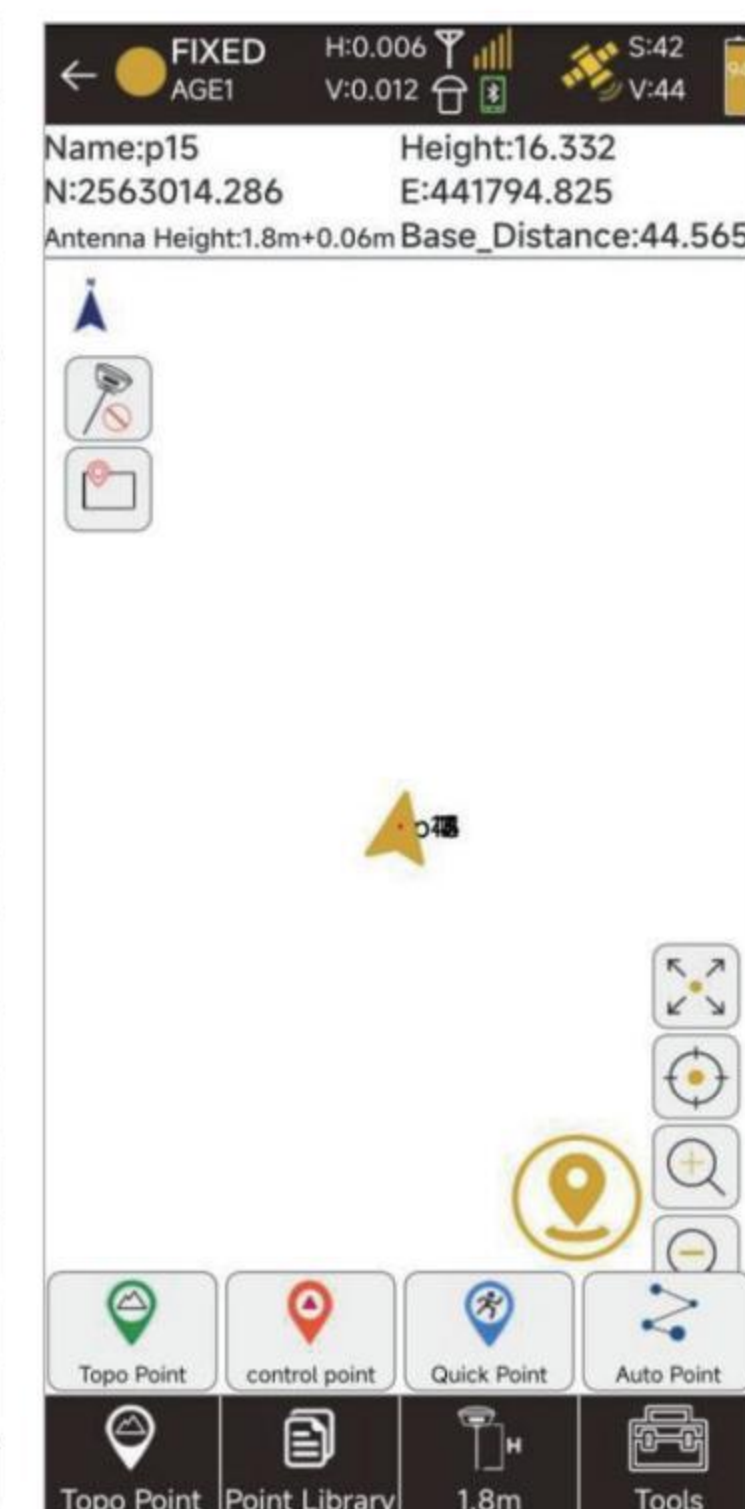 FIXED
AGE1
H:0.006
V:0.012
S:42
V:44
Name:p15
Height:16.332
N:2563014.286
E:441794.825
Antenna Height:1.8m+0.06m
Base_Distance:44.565
N
Topo Point
control point
Quick Point
Auto Point
H
Topo Point
Point Library
1.8m
Tools